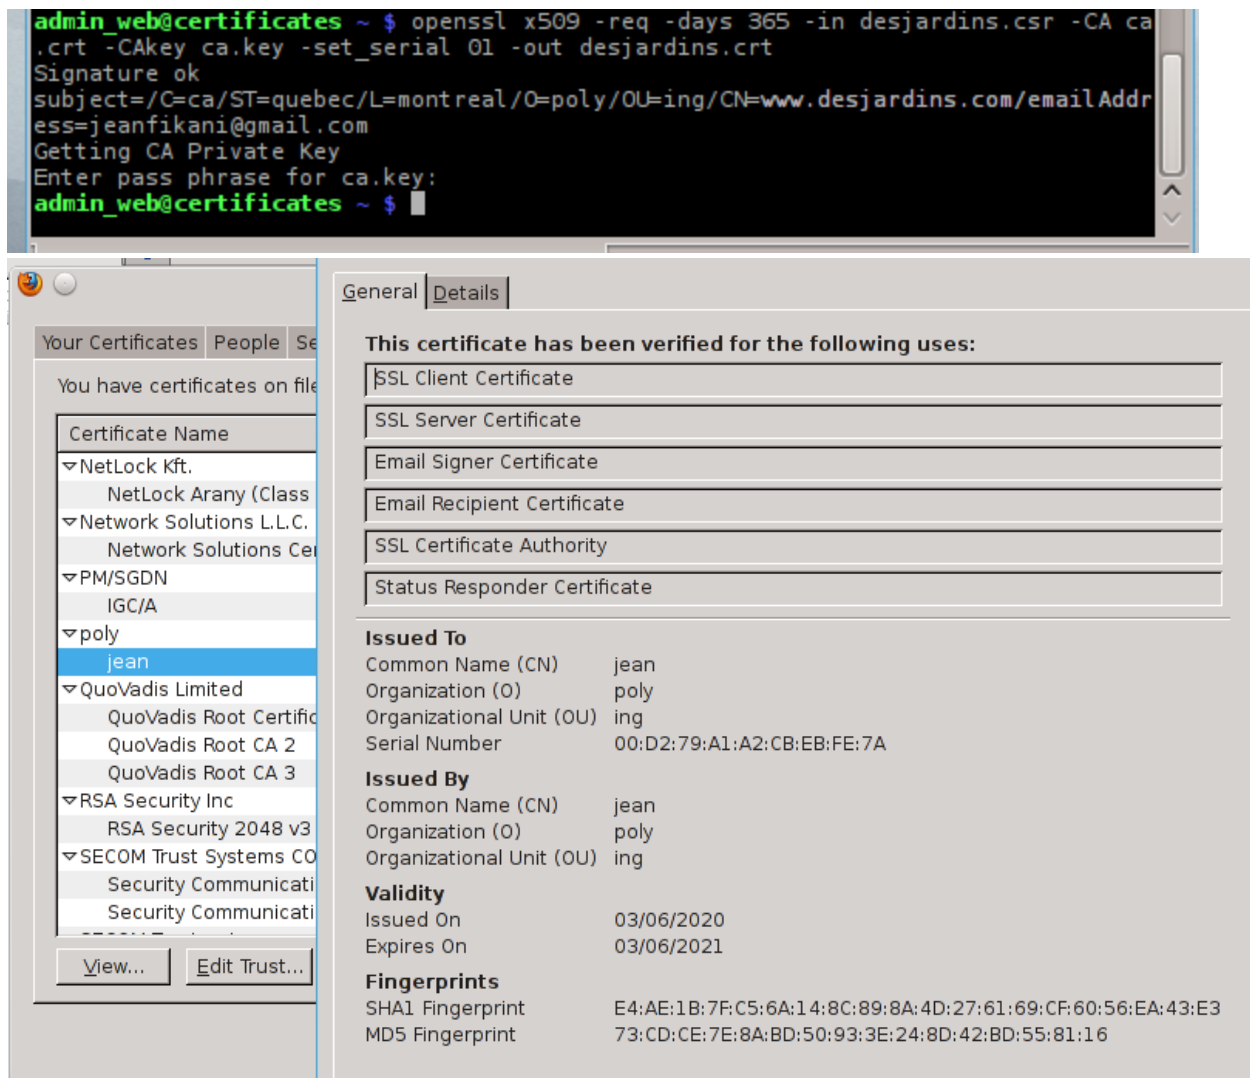 admin_web@certificates ~ $ openssl x509 -req -days 365 -in desjardins.csr -CA ca
.crt -CAkey ca.key -set_serial 01 -out desjardins.crt
Signature ok
subject=/C=ca/ST=quebec/L=montreal/O=poly/OU=ing/CN=www.desjardins.com/emailAddr
ess=jeanfikani@gmail.com
Getting CA Private Key
Enter pass phrase for ca.key:
admin_web@certificates ~ $
Your Certificates People Se
You have certificates on file
Certificate Name
NetLock Kft.
NetLock Arany (Class
Network Solutions L.L.C.
Network Solutions Cer
PM/SGDN
IGC/A
poly
jean
QuoVadis Limited
QuoVadis Root Certific
QuoVadis Root CA 2
QuoVadis Root CA 3
RSA Security Inc
RSA Security 2048 v3
SECOM Trust Systems CO
Security Communicati
Security Communicati
View... Edit Trust...
General Details
This certificate has been verified for the following uses:
SSL Client Certificate
SSL Server Certificate
Email Signer Certificate
Email Recipient Certificate
SSL Certificate Authority
Status Responder Certificate
Issued To
Common Name (CN) jean
Organization (O) poly
Organizational Unit (OU) ing
Serial Number 00:D2:79:A1:A2:CB:EB:FE:7A
Issued By
Common Name (CN) jean
Organization (O) poly
Organizational Unit (OU) ing
Validity
Issued On 03/06/2020
Expires On 03/06/2021
Fingerprints
SHA1 Fingerprint E4:AE:1B:7F:C5:6A:14:8C:89:8A:4D:27:61:69:CF:60:56:EA:43:E3
MD5 Fingerprint 73:CD:CE:7E:8A:BD:50:93:3E:24:8D:42:BD:55:81:16